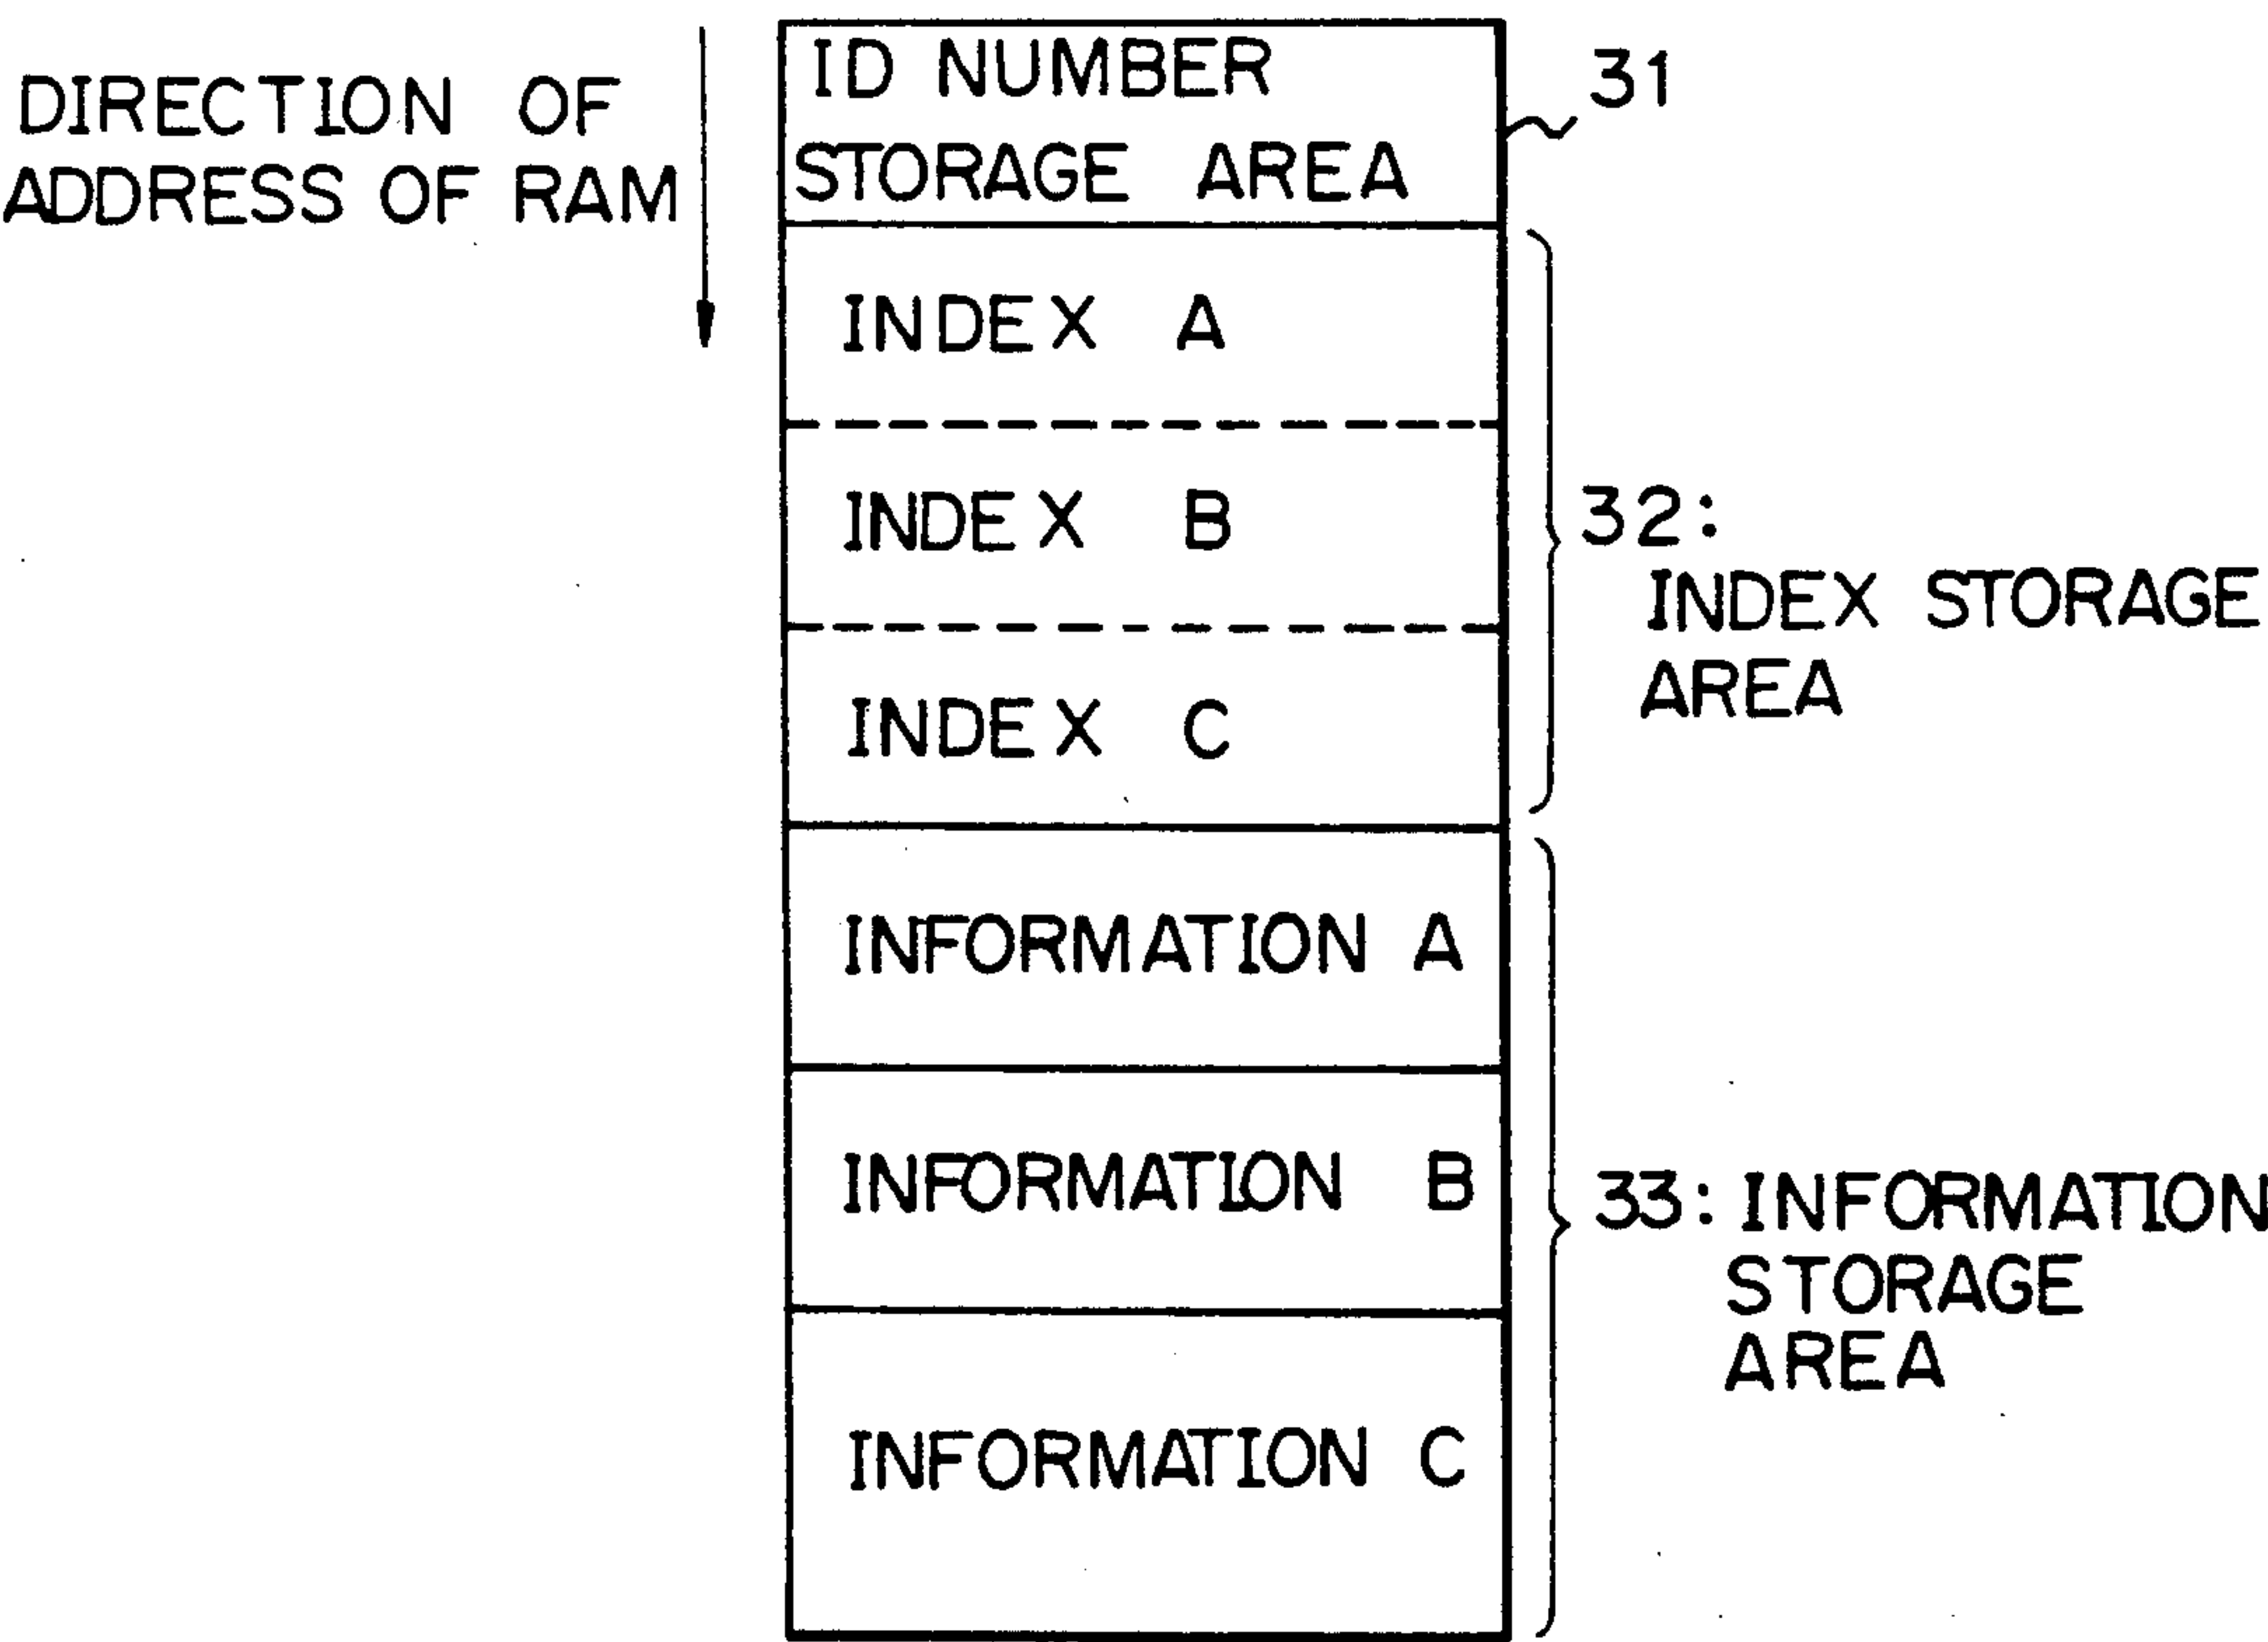 DIRECTION OF
ADDRESS OF RAM
ID NUMBER
STORAGE AREA
31
INDEX A
INDEX B
INDEX C
32:
INDEX STORAGE
AREA
INFORMATION A
INFORMATION B
INFORMATION C
33: INFORMATION
STORAGE
AREA